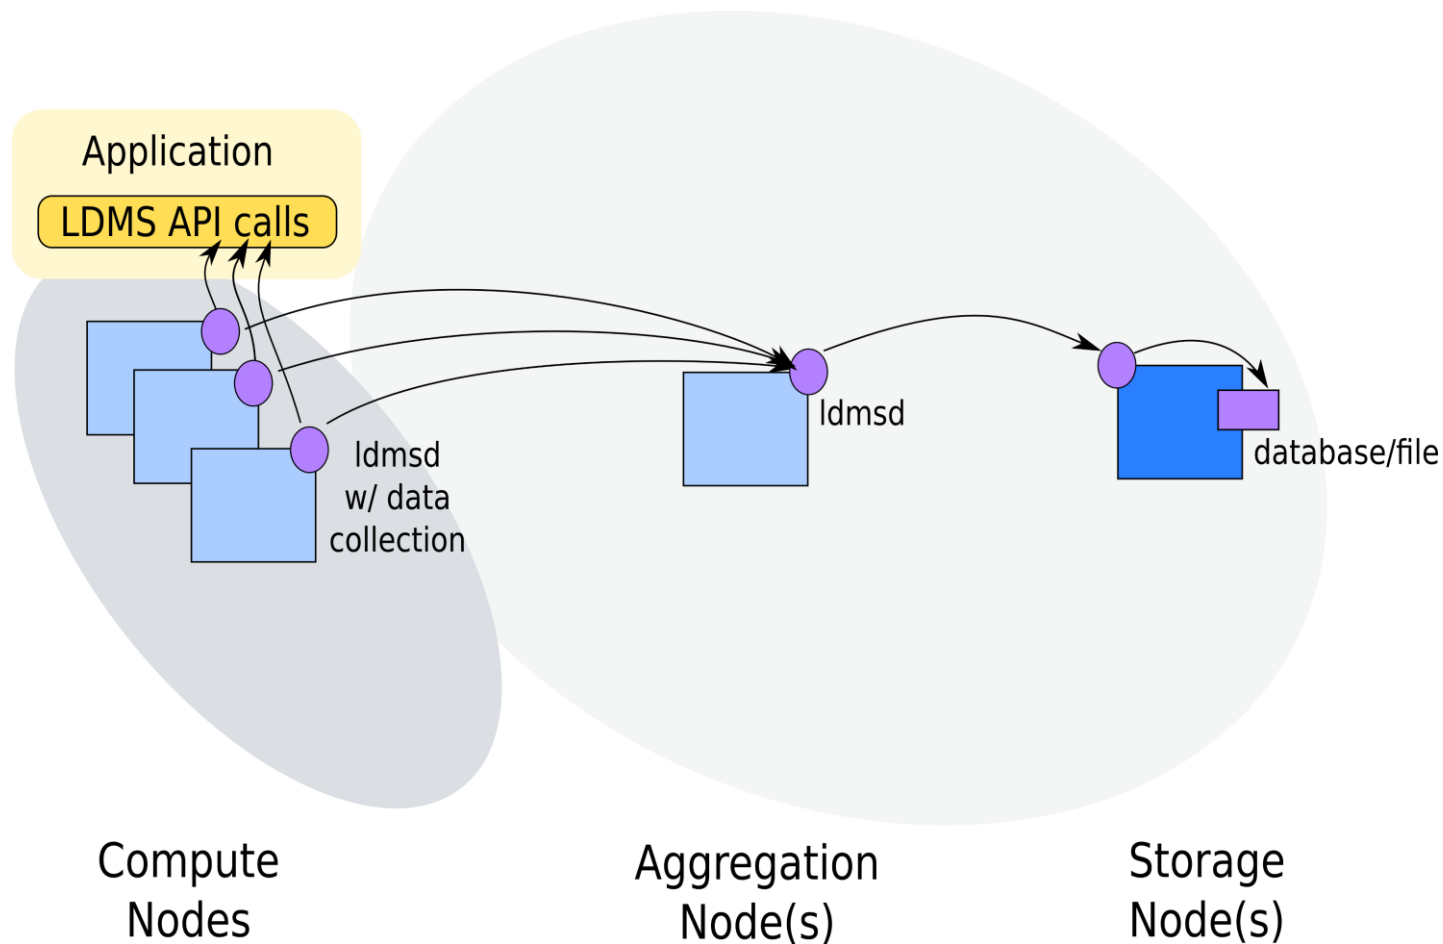 Application
LDMS API calls
ldmsd
w/ data
collection
ldmsd
database/file
Compute
Nodes
Aggregation
Node(s)
Storage
Node(s)